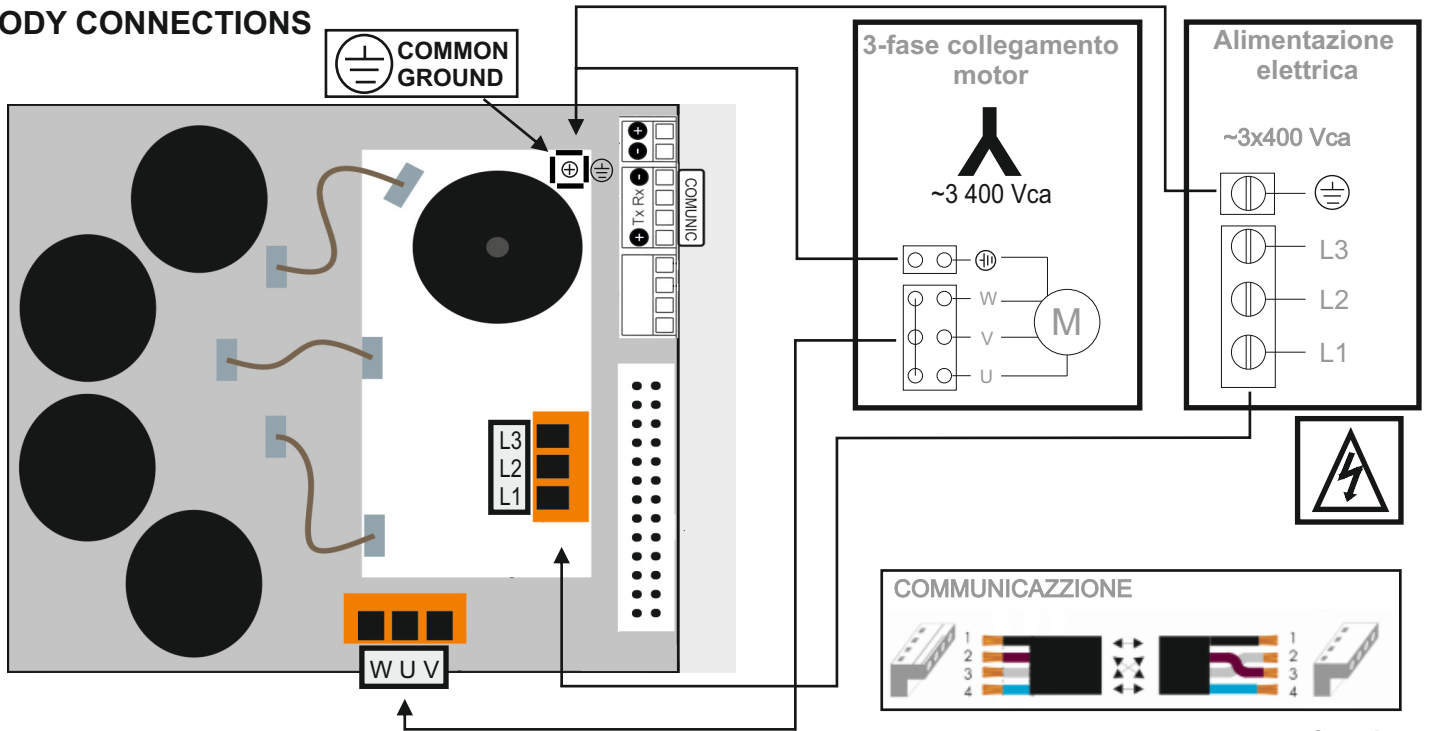 ODY CONNECTIONS
COMMON
GROUND
Tx Rx
COMUNIC
L3
L2
L1
W U V
3-fase collegamento
motor
~3 400 Vca
W
V
U
M
Alimentazione
elettrica
~3x400 Vca
L3
L2
L1
COMMUNICAZZIONE
1
2
3
4
1
2
3
4